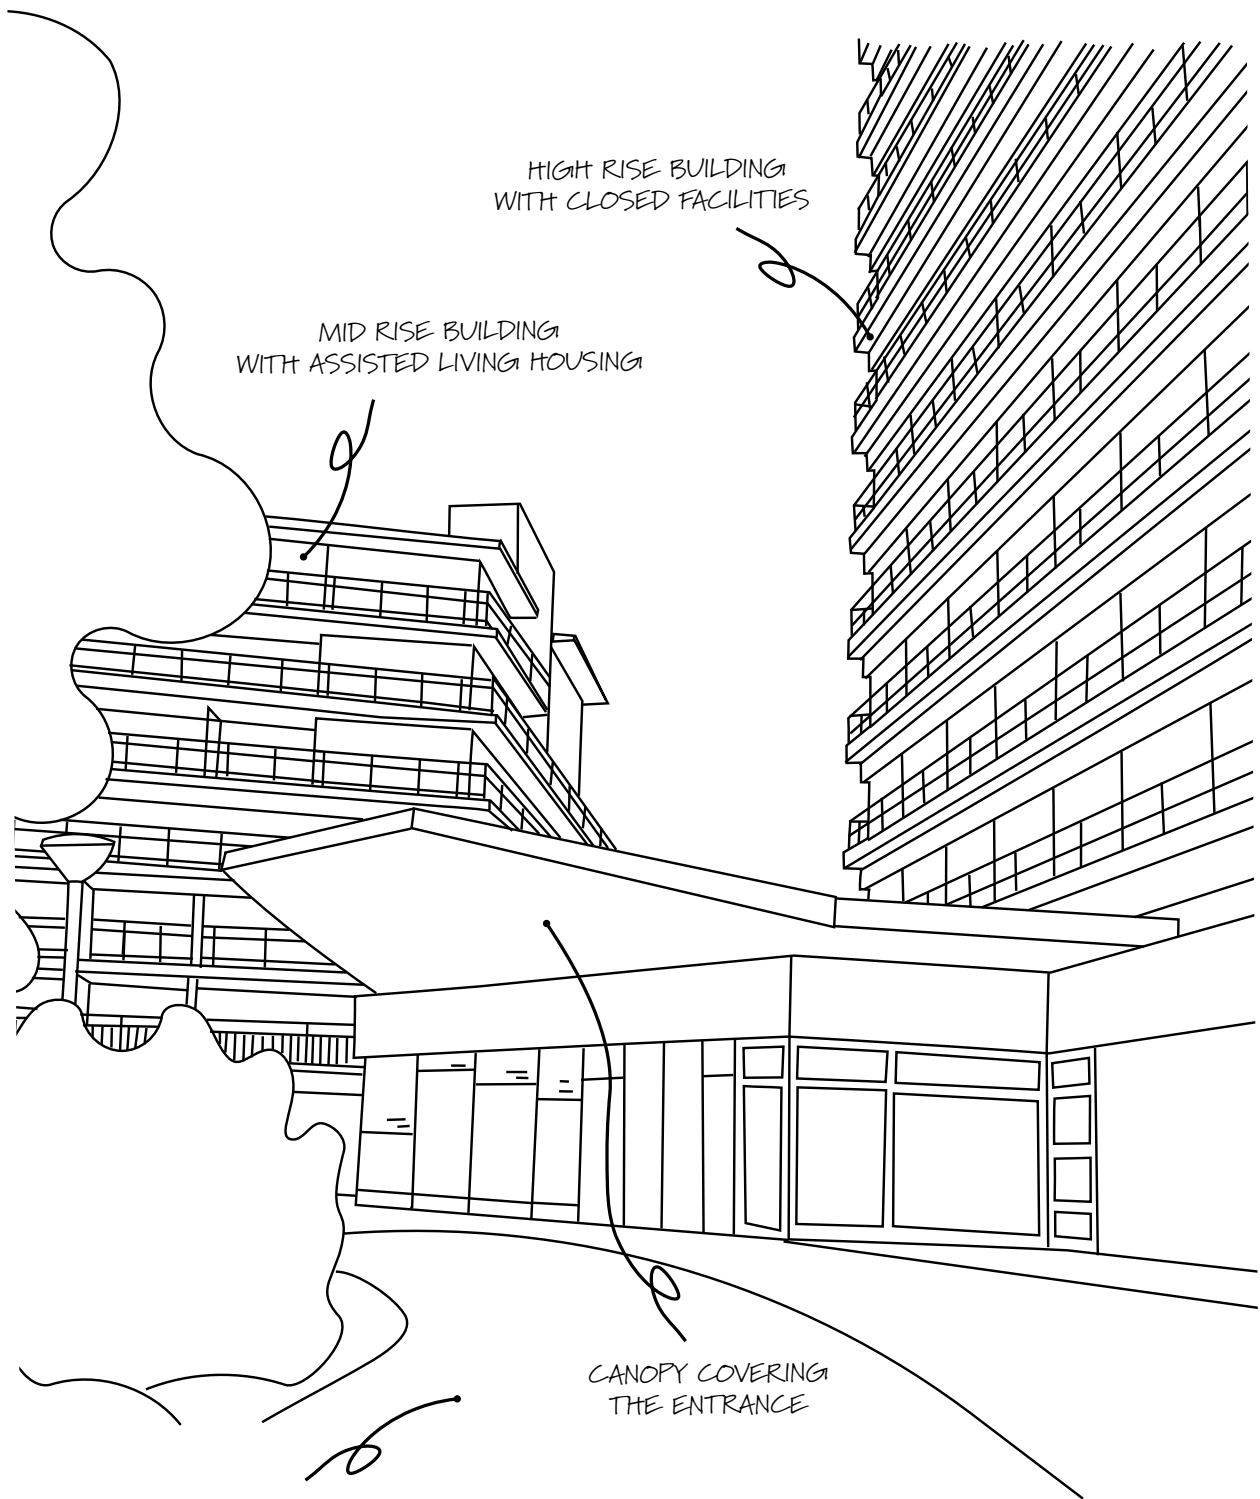 HIGH RISE BUILDING
WITH CLOSED FACILITIES
MID RISE BUILDING
WITH ASSISTED LIVING HOUSING
CANOPY COVERING
THE ENTRANCE